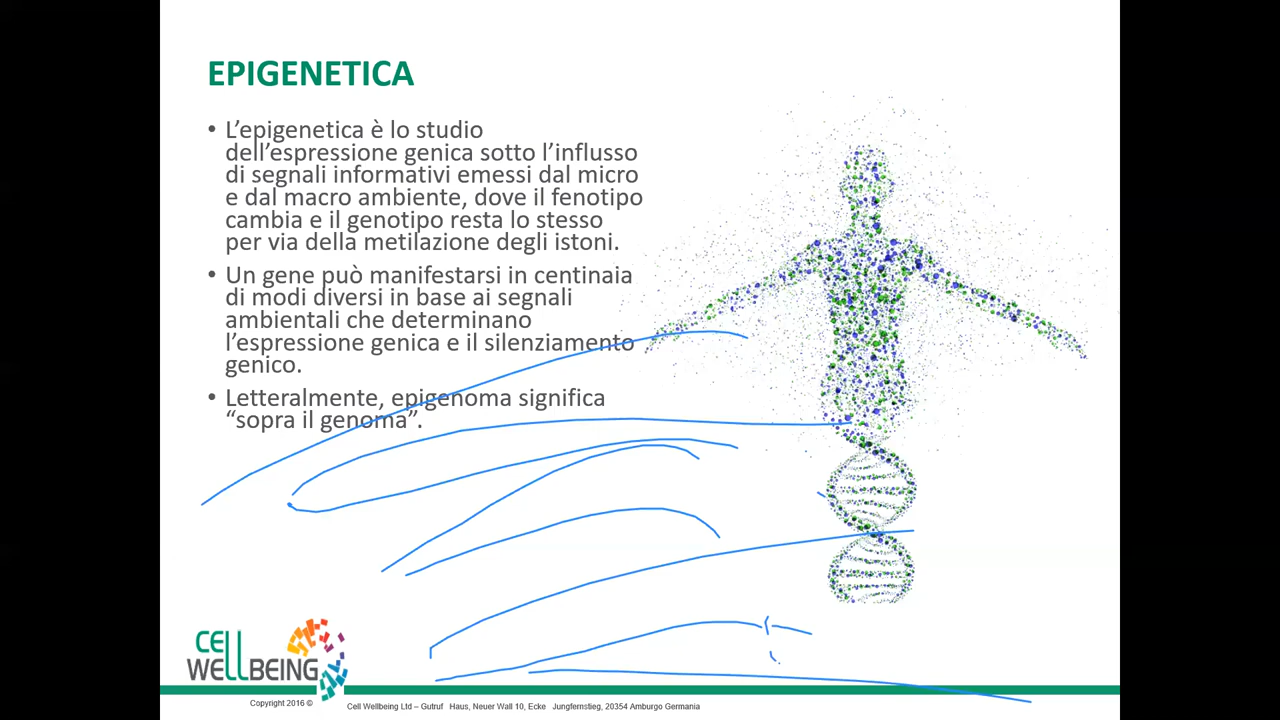 EPIGENETICA
• L’epigenetica è lo studio
dell’espressione genica sotto l’influsso
di segnali informativi emessi dal micro
e dal macro ambiente, dove il fenotipo
cambia e il genotipo resta lo stesso
per via della metilazione degli istoni.
• Un gene può manifestarsi in centinaia
di modi diversi in base ai segnali
ambientali che determinano
l’espressione genica e il silenziamento
genico.
• Letteralmente, epigenoma significa
“sopra il genoma”.
CELL
WELLBEING
Copyright 2016 ©
Cell Wellbeing Ltd – Gutruf Haus, Neuer Wall 10, Ecke Jungfernstieg, 20354 Amburgo Germania